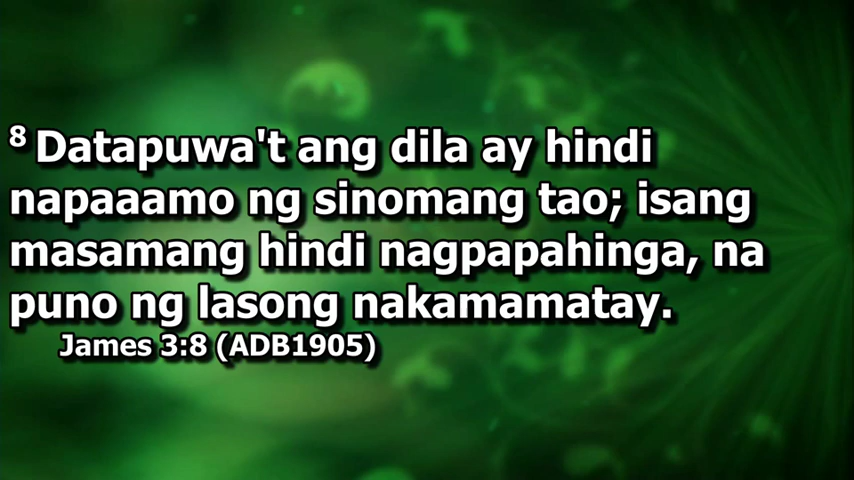 8 Datapuwa't ang dila ay hindi
napaaamo ng sinomang tao; isang
masamang hindi nagpapahinga, na
puno ng lasong nakamamatay.
James 3:8 (ADB1905)